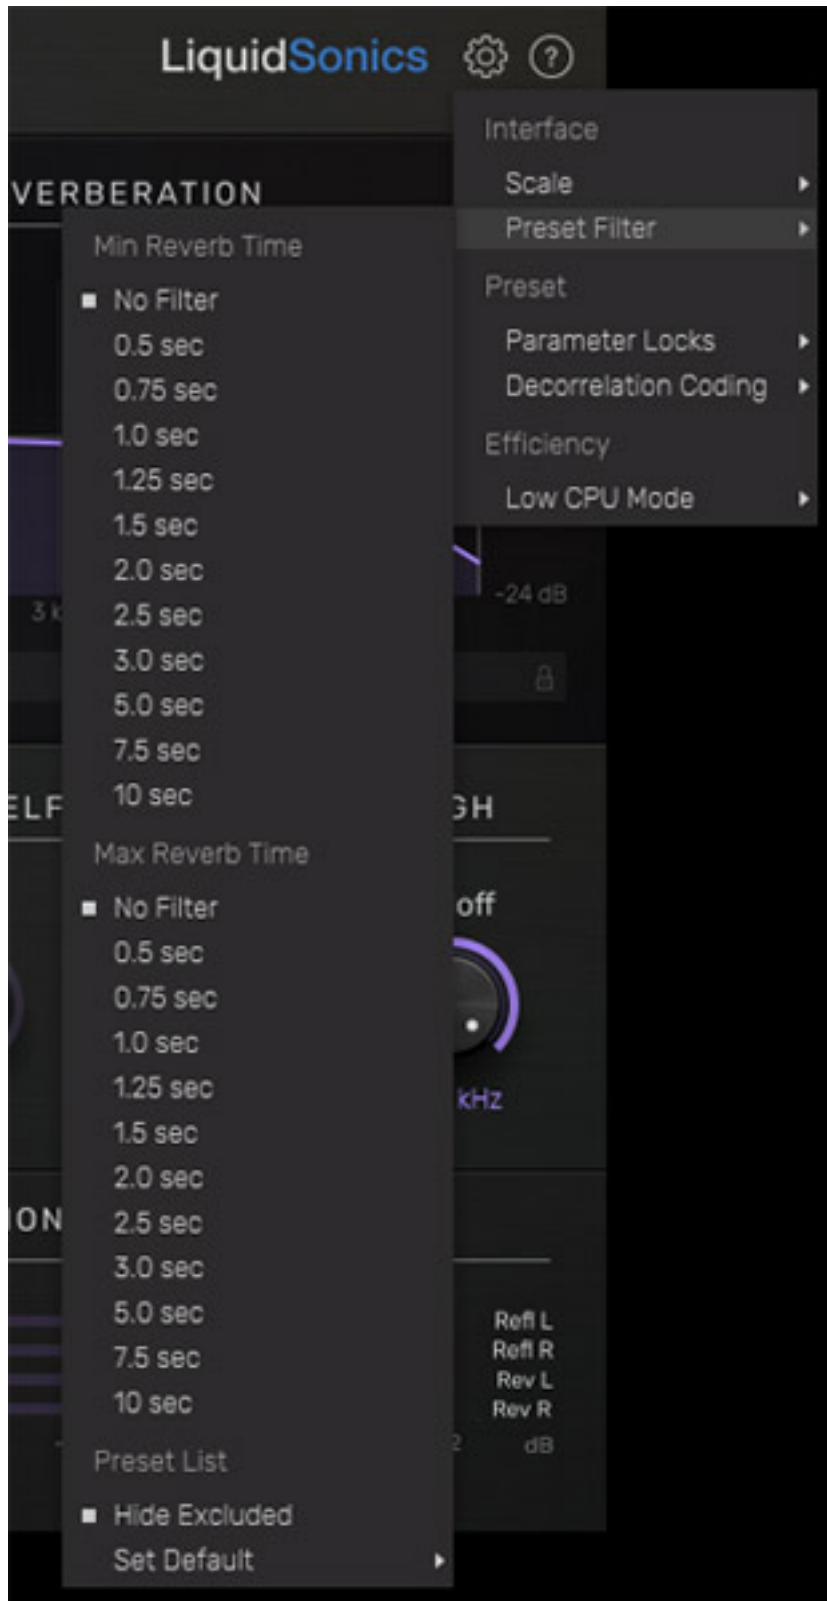 LiquidSonics ?
Interface
Scale
Preset Filter
Preset
Parameter Locks
Decorrelation Coding
Efficiency
Low CPU Mode
VERBERATION
Min Reverb Time
No Filter
0.5 sec
0.75 sec
1.0 sec
1.25 sec
1.5 sec
2.0 sec
2.5 sec
3.0 sec
5.0 sec
7.5 sec
10 sec
Max Reverb Time
No Filter
0.5 sec
0.75 sec
1.0 sec
1.25 sec
1.5 sec
2.0 sec
2.5 sec
3.0 sec
5.0 sec
7.5 sec
10 sec
Preset List
Hide Excluded
Set Default
3 k
-24 dB
ELF
GH
off
kHz
ION
Refl L
Refl R
Rev L
Rev R
2 dB